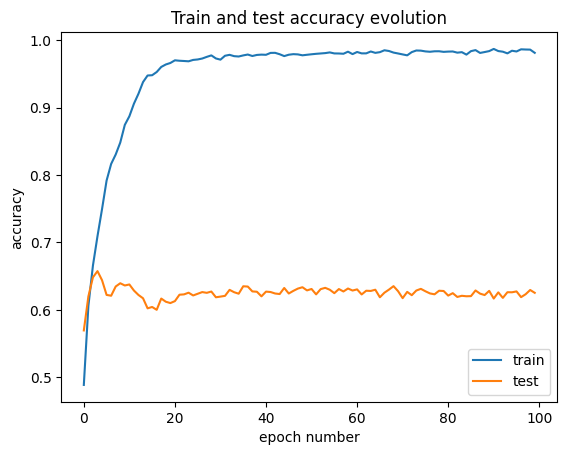 Train and test accuracy evolution
1.0
0.9
0.8
0.7
0.6
0.5
accuracy
train
test
0 20 40 60 80 100
epoch number